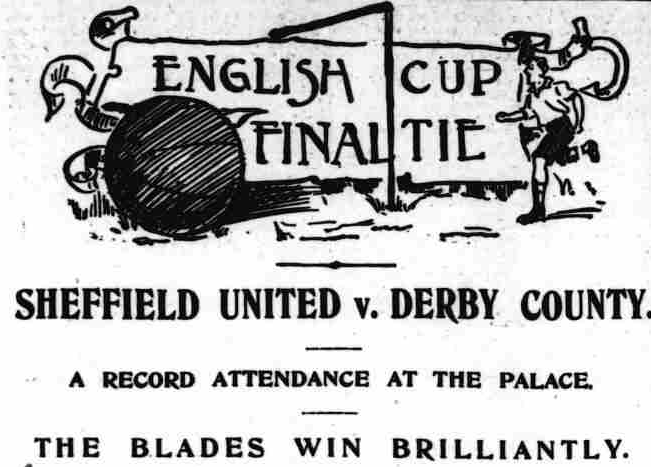 ENGLISH CUP
FINAL TIE
SHEFFIELD UNITED v. DERBY COUNTY.
A RECORD ATTENDANCE AT THE PALACE.
THE BLADES WIN BRILLIANTLY.